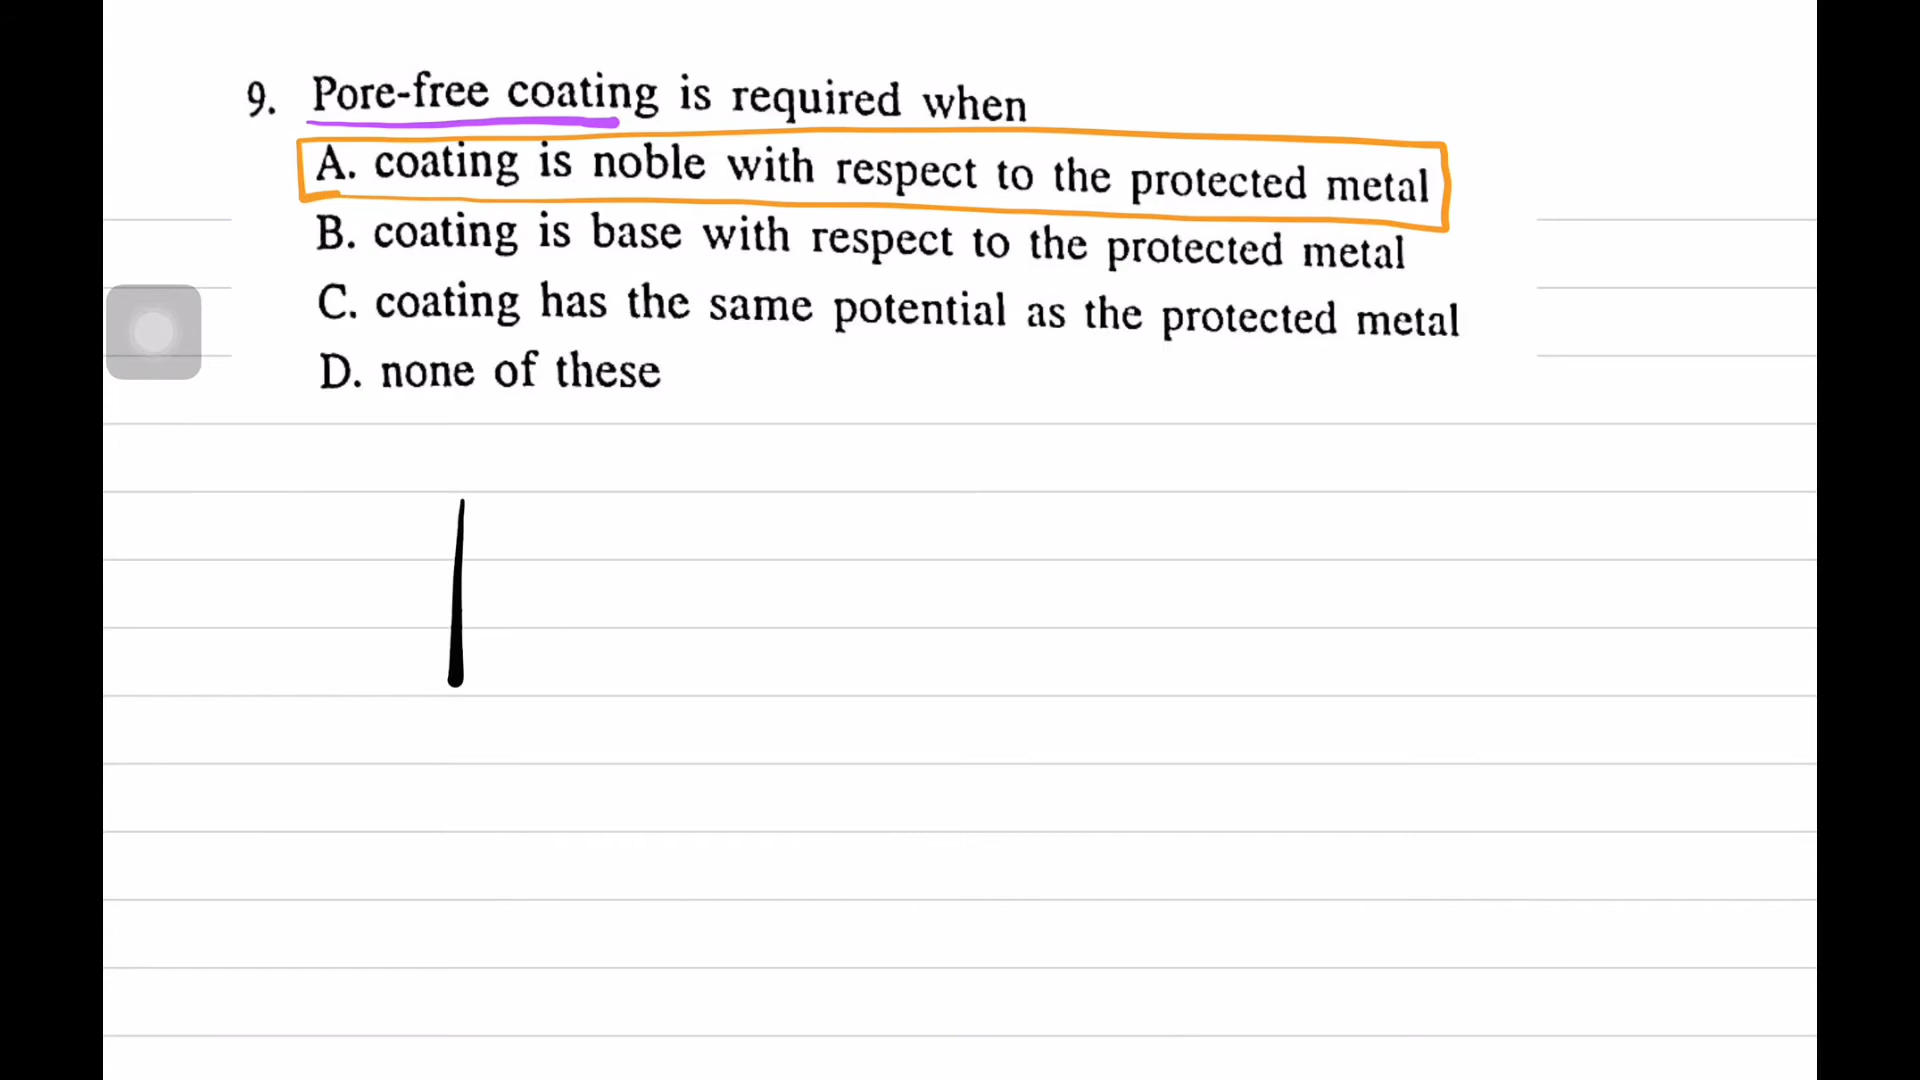 9. Pore-free coating is required when
A. coating is noble with respect to the protected metal
B. coating is base with respect to the protected metal
C. coating has the same potential as the protected metal
D. none of these